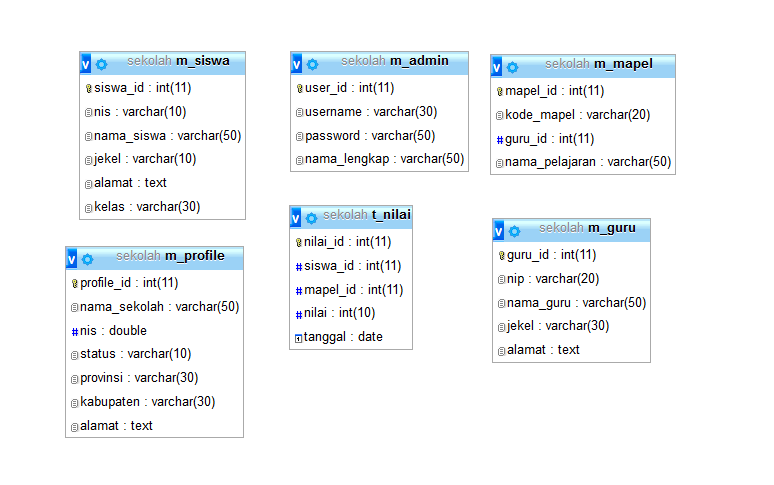 v sekolah m_siswa
siswa_id : int(11)
nis : varchar(10)
nama_siswa : varchar(50)
jekel : varchar(10)
alamat : text
kelas : varchar(30)
v sekolah m_admin
user_id : int(11)
username : varchar(30)
password : varchar(50)
nama_lengkap : varchar(50)
v sekolah m_mapel
mapel_id : int(11)
kode_mapel : varchar(20)
# guru_id : int(11)
nama_pelajaran : varchar(50)
v sekolah m_profile
profile_id : int(11)
nama_sekolah : varchar(50)
# nis : double
status : varchar(10)
provinsi : varchar(30)
kabupaten : varchar(30)
alamat : text
v sekolah t_nilai
nilai_id : int(11)
# siswa_id : int(11)
# mapel_id : int(11)
# nilai : int(10)
tanggal : date
v sekolah m_guru
guru_id : int(11)
nip : varchar(20)
nama_guru : varchar(50)
jekel : varchar(30)
alamat : text